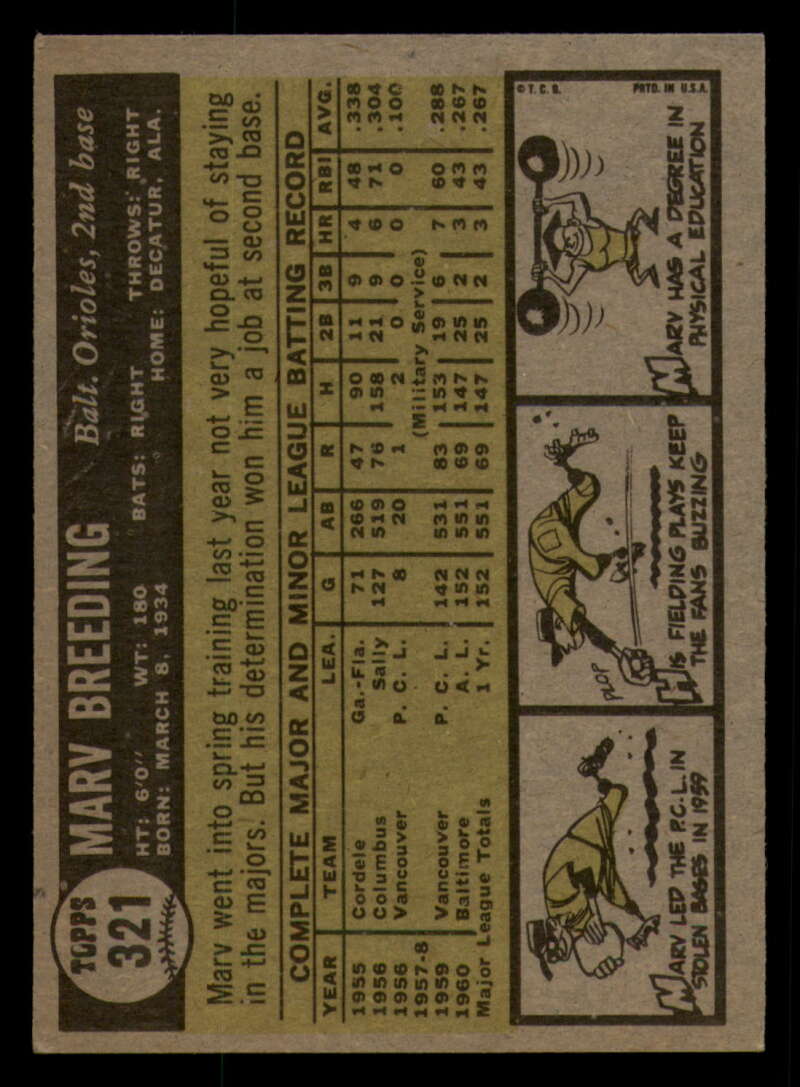 TOPPS
321
MARV BREEDING
Balt. Orioles, 2nd base
HT: 6'0" WT: 180 BATS: RIGHT THROWS: RIGHT
BORN: MARCH 8, 1934 HOME: DECATUR, ALA.
Marv went into spring training last year not very hopeful of staying
in the majors. But his determination won him a job at second base.
COMPLETE MAJOR AND MINOR LEAGUE BATTING RECORD
YEAR TEAM LEA. G AB R H 2B 3B HR RBI AVG.
1955 Cordele Ga.-Fla. 71 266 47 90 11 9 4 48 .338
1956 Columbus Sally 127 519 76 158 21 9 6 71 .304
1956 Vancouver P. C. L. 8 20 1 2 0 0 0 0 .100
1957-8 (Military Service)
1959 Vancouver P. C. L. 142 531 83 153 19 6 7 60 .288
1960 Baltimore A. L. 152 551 69 147 25 2 3 43 .267
Major League Totals 1 Yr. 152 551 69 147 25 2 3 43 .267
MARV LED THE P.C.L. IN
STOLEN BASES IN 1959
PLOP
HIS FIELDING PLAYS KEEP
THE FANS BUZZING
© T. C. G. PRTD. IN U.S.A.
MARV HAS A DEGREE IN
PHYSICAL EDUCATION